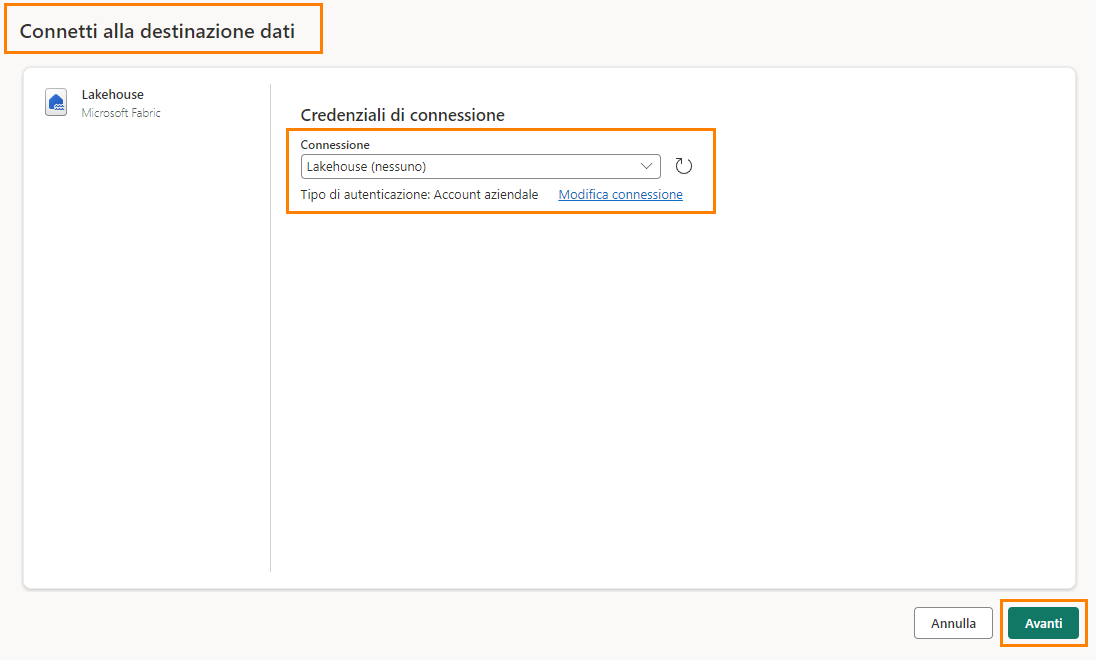 Connetti alla destinazione dati
Lakehouse
Microsoft Fabric
Credenziali di connessione
Connessione
Lakehouse (nessuno)
Tipo di autenticazione: Account aziendale Modifica connessione
Annulla Avanti